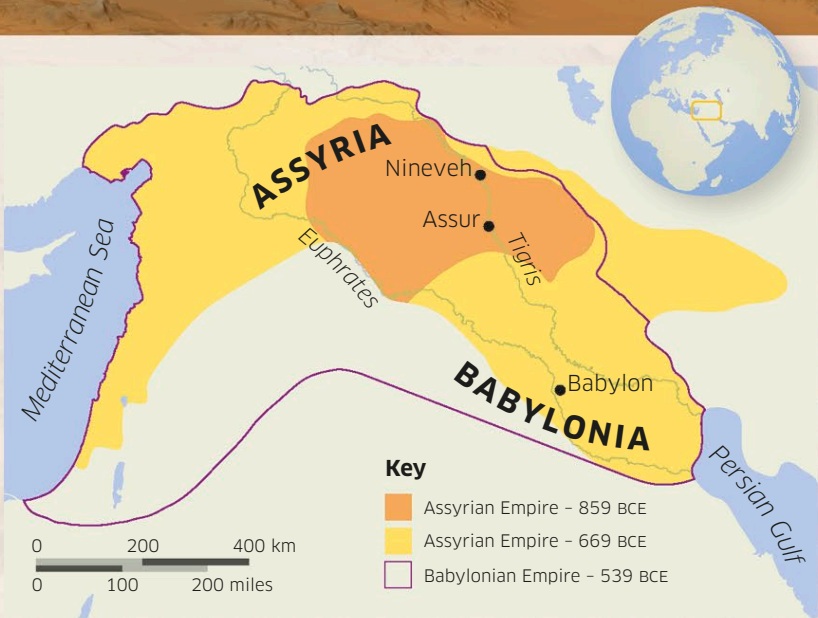 ASSYRIA
Nineveh
Assur
Tigris
Euphrates
Mediterranean Sea
Babylon
BABYLONIA
Persian Gulf
Key
Assyrian Empire – 859 BCE
Assyrian Empire – 669 BCE
Babylonian Empire – 539 BCE
0 200 400 km
0 100 200 miles